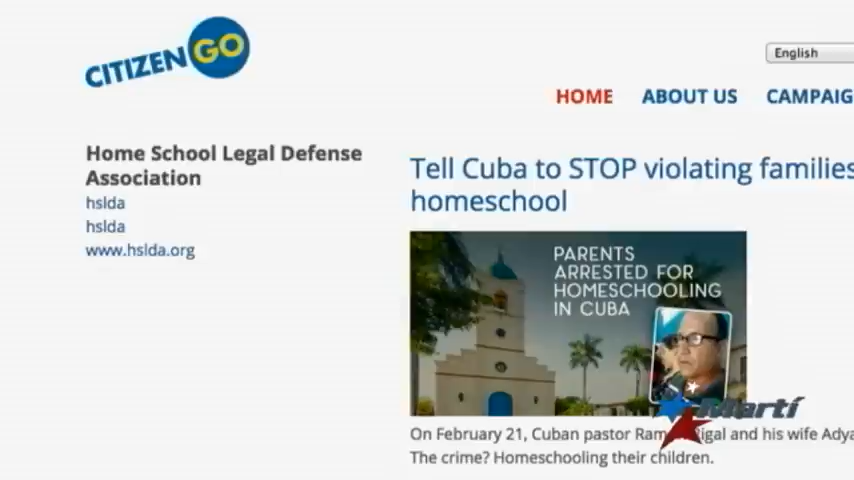 CITIZENGO
English
HOME ABOUT US CAMPAIG
Home School Legal Defense
Association
hslda
hslda
www.hslda.org
Tell Cuba to STOP violating families
homeschool
PARENTS
ARRESTED FOR
HOMESCHOOLING
IN CUBA
Martí
On February 21, Cuban pastor Ram igal and his wife Adya
The crime? Homeschooling their children.